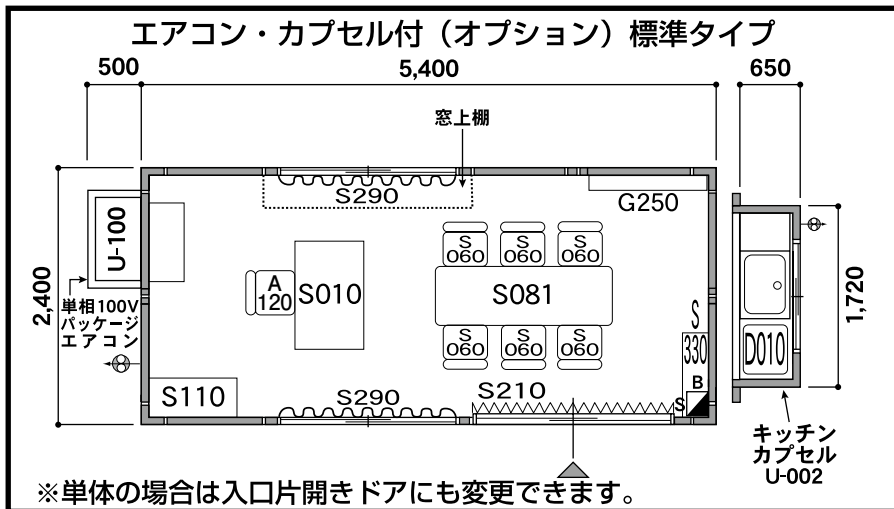 エアコン・カプセル付（オプション）標準タイプ
500
5,400
650
窓上棚
S290
G250
U-100
S
060
S
060
S
060
A
120
S010
S081
2,400
単相100V
パッケージ
エアコン
S
060
S
060
S
060
S
330
D010
1,720
S110
S290
S210
B
S
キッチン
カプセル
U-002
※単体の場合は入口片開きドアにも変更できます。